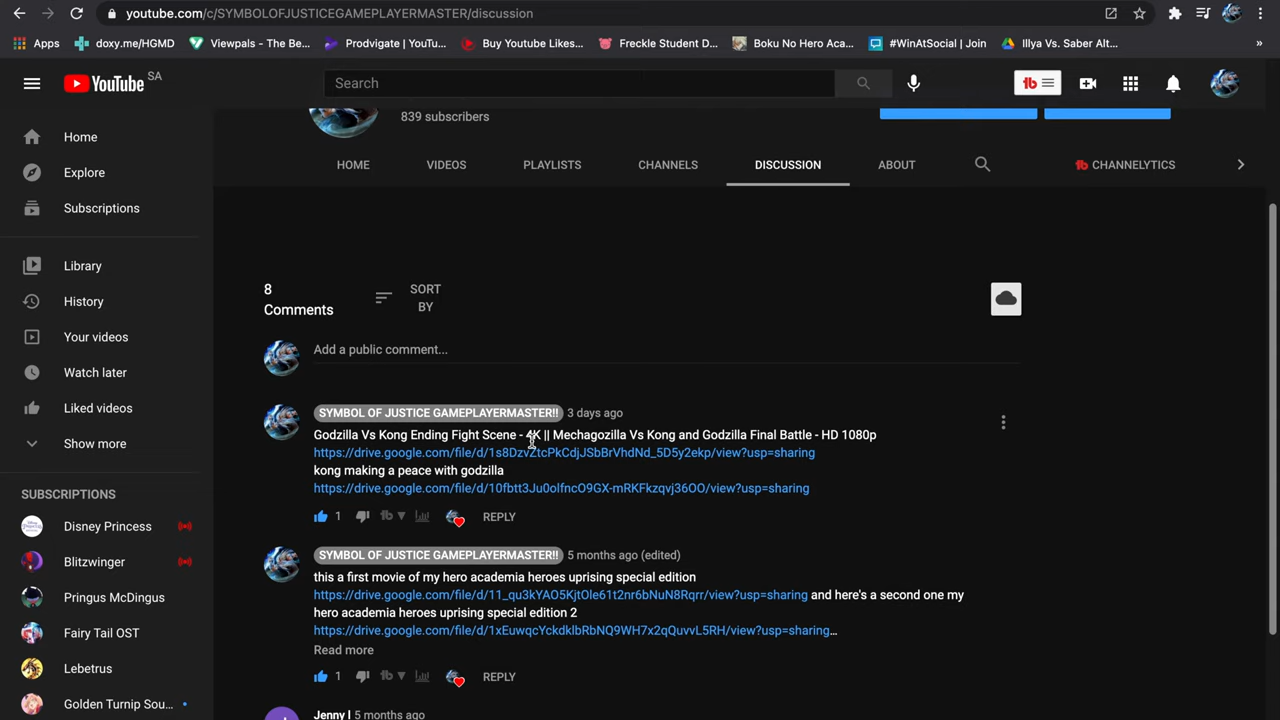 youtube.com/c/SYMBOLOFJUSTICEGAMEPLAYERMASTER/discussion
Apps doxy.me/HGMD Viewpals - The Be... Prodvigate | YouTu... Buy Youtube Likes... Freckle Student D... Boku No Hero Aca... #WinAtSocial | Join Illya Vs. Saber Alt... »
YouTube SA
Search
tb
839 subscribers
HOME VIDEOS PLAYLISTS CHANNELS DISCUSSION ABOUT tb CHANNELYTICS
Home
Explore
Subscriptions
Library
History
Your videos
Watch later
Liked videos
Show more
SUBSCRIPTIONS
Disney Princess
Blitzwinger
Pringus McDingus
Fairy Tail OST
Lebetrus
Golden Turnip Sou...
8
Comments
SORT
BY
Add a public comment...
SYMBOL OF JUSTICE GAMEPLAYERMASTER!! 3 days ago
Godzilla Vs Kong Ending Fight Scene - 4K || Mechagozilla Vs Kong and Godzilla Final Battle - HD 1080p
https://drive.google.com/file/d/1s8DzvZtcPkCdjJSbBrVhdNd_5D5y2ekp/view?usp=sharing
kong making a peace with godzilla
https://drive.google.com/file/d/10fbtt3Ju0olfncO9GX-mRKFkzqvj36OO/view?usp=sharing
1 tb REPLY
SYMBOL OF JUSTICE GAMEPLAYERMASTER!! 5 months ago (edited)
this a first movie of my hero academia heroes uprising special edition
https://drive.google.com/file/d/11_qu3kYAO5KjtOle61t2nr6bNuN8Rqrr/view?usp=sharing and here's a second one my
hero academia heroes uprising special edition 2
https://drive.google.com/file/d/1xEuwqcYckdklbRbNQ9WH7x2qQuvvL5RH/view?usp=sharing...
Read more
1 tb REPLY
Jenny I 5 months ago